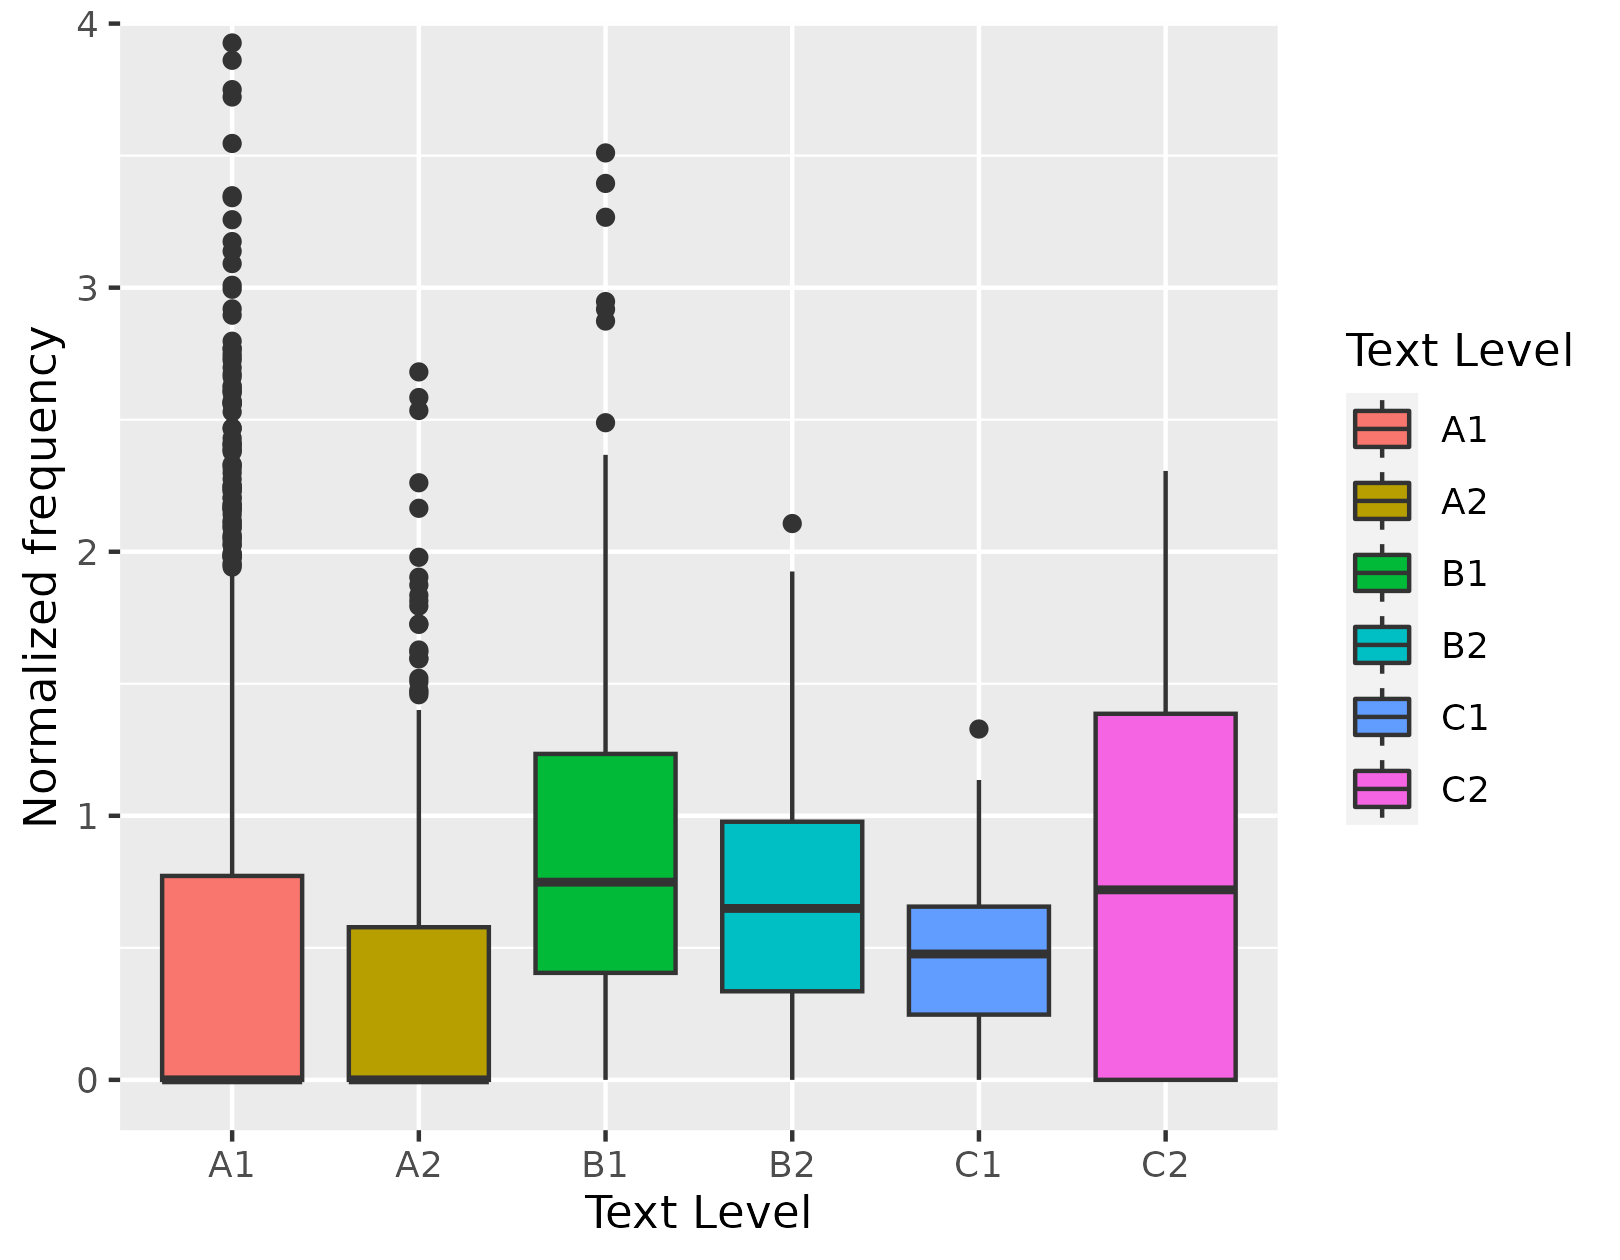 4
3
2
1
0
Normalized frequency
A1 A2 B1 B2 C1 C2
Text Level
Text Level
A1
A2
B1
B2
C1
C2